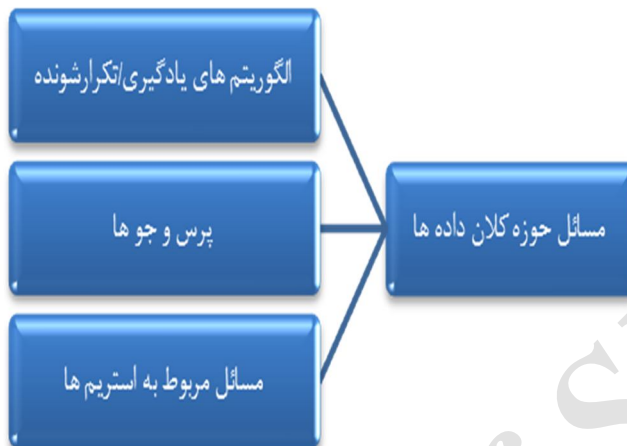 مسائل حوزه کلان داده ها
الگوریتم های یادگیری/تکرارشونده
پرس و جو ها
مسائل مربوط به استریم ها